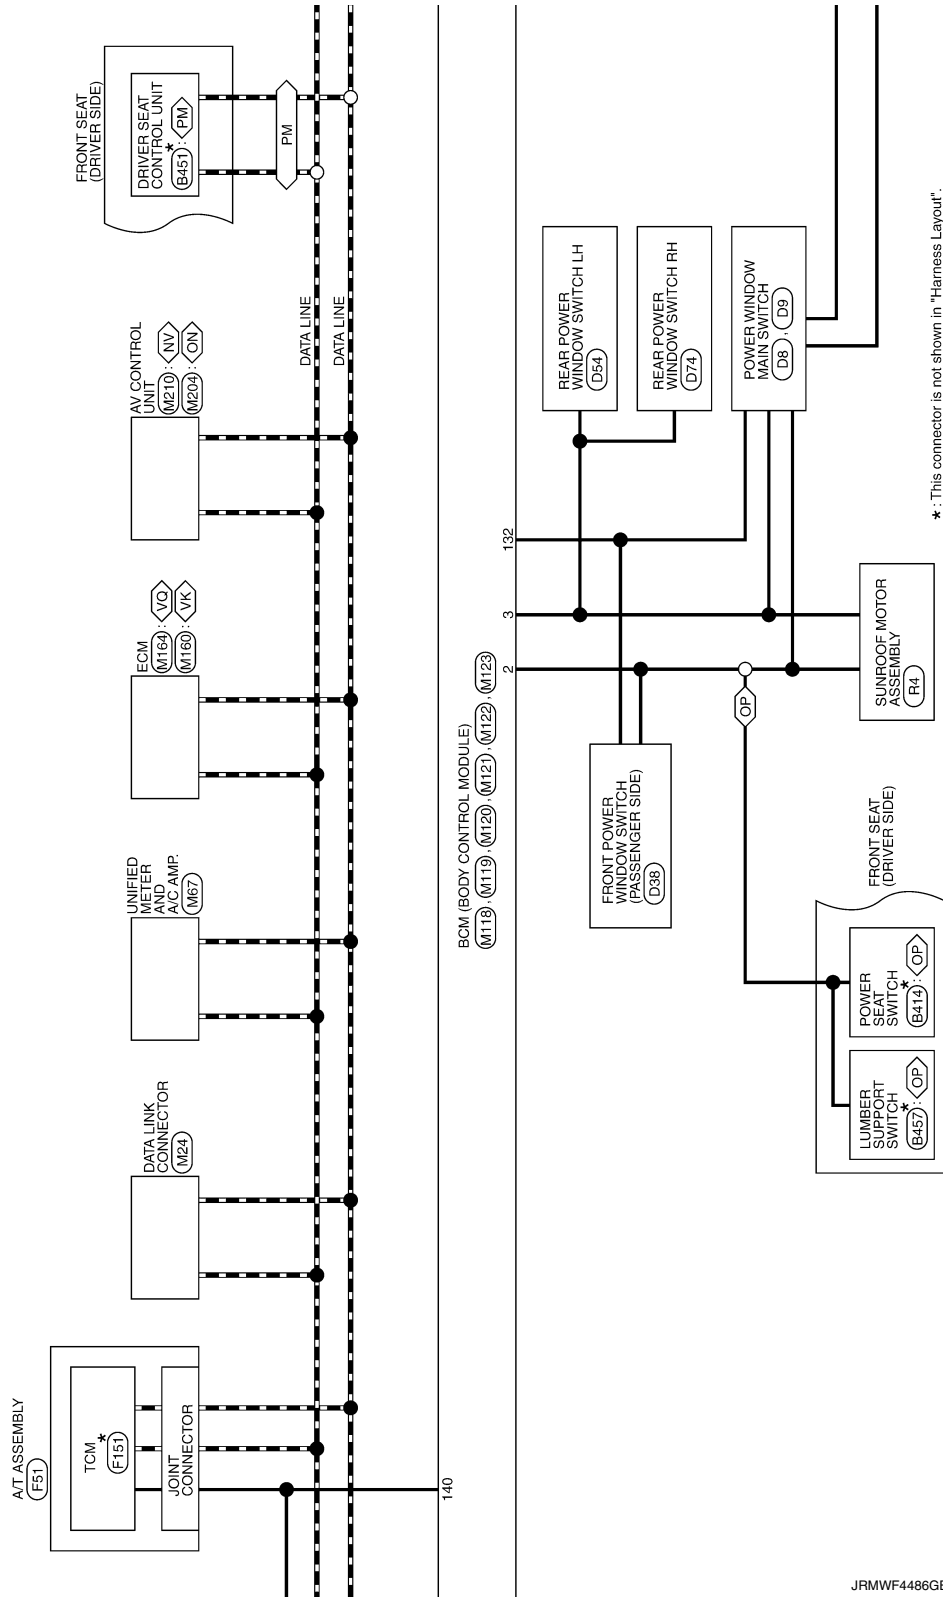 A/T ASSEMBLY
F51
TCM
*
F151
JOINT
CONNECTOR
140
DATA LINK
CONNECTOR
M24
UNIFIED
METER
AND
A/C AMP.
M67
ECM
M164 : VQ
M160 : VK
AV CONTROL
UNIT
M210 : NV
M204 : ON
DATA LINE
DATA LINE
FRONT SEAT
(DRIVER SIDE)
DRIVER SEAT
CONTROL UNIT
*
B451 : PM
PM
BCM (BODY CONTROL MODULE)
M118 , M119 , M120 , M121 , M122 , M123
2
3
132
LUMBER
SUPPORT
SWITCH
*
B457 : OP
POWER
SEAT
SWITCH
*
B414 : OP
FRONT SEAT
(DRIVER SIDE)
FRONT POWER
WINDOW SWITCH
(PASSENGER SIDE)
D38
OP
SUNROOF MOTOR
ASSEMBLY
R4
REAR POWER
WINDOW SWITCH LH
D54
REAR POWER
WINDOW SWITCH RH
D74
POWER WINDOW
MAIN SWITCH
D8 , D9
* : This connector is not shown in "Harness Layout".